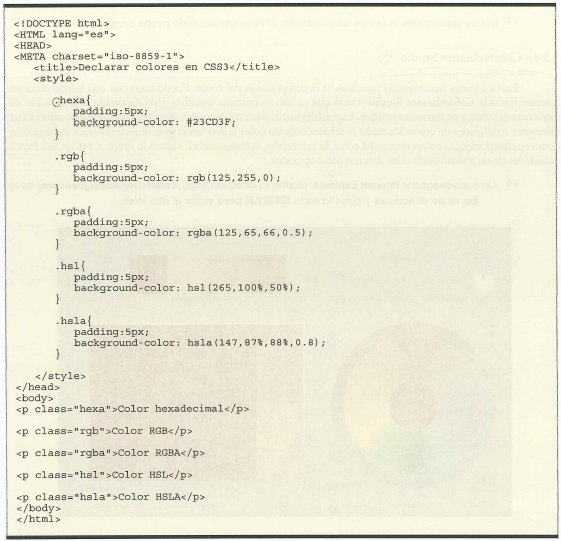 <!DOCTYPE html>
<HTML lang="es">
<HEAD>
<META charset="iso-8859-1">
<title>Declarar colores en CSS3</title>
<style>
.hexa{
padding:5px;
background-color: #23CD3F;
}
.rgb{
padding:5px;
background-color: rgb(125,255,0);
}
.rgba{
padding:5px;
background-color: rgba(125,65,66,0.5);
}
.hsl{
padding:5px;
background-color: hsl(265,100%,50%);
}
.hsla{
padding:5px;
background-color: hsla(147,87%,88%,0.8);
}
</style>
</head>
<body>
<p class="hexa">Color hexadecimal</p>
<p class="rgb">Color RGB</p>
<p class="rgba">Color RGBA</p>
<p class="hsl">Color HSL</p>
<p class="hsla">Color HSLA</p>
</body>
</html>